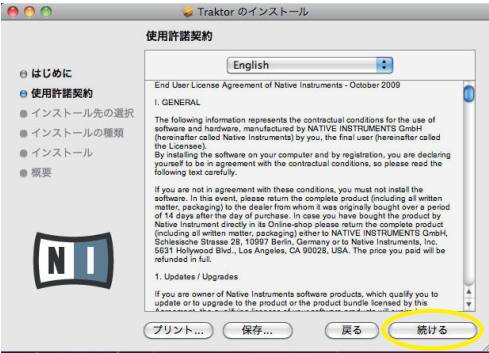 Traktor のインストール
使用許諾契約
English
はじめに
使用許諾契約
インストール先の選択
インストールの種類
インストール
概要
End User License Agreement of Native Instruments - October 2009
I. GENERAL
The following information represents the contractual conditions for the use of
software and hardware, manufactured by NATIVE INSTRUMENTS GmbH
(hereinafter called Native Instruments) by you, the final user (hereinafter called
the Licensee).
By installing the software on your computer and by registration, you are declaring
yourself to be in agreement with the contractual conditions, so please read the
following text carefully.
If you are not in agreement with these conditions, you must not install the
software. In this event, please return the complete product (including all written
matter, packaging) to the dealer from whom it was originally bought over a period
of 14 days after the day of purchase. In case you have bought the product by
Native Instrument directly in its Online-shop please return the complete product
(including all written matter, packaging) either to NATIVE INSTRUMENTS GmbH,
Schlesische Strasse 28, 10997 Berlin, Germany or to Native Instruments, Inc.
5631 Hollywood Blvd., Los Angeles, CA 90028, USA. The price you paid will be
refunded in full.
1. Updates / Upgrades
If you are owner of Native Instruments software products, which qualify you to
update or to upgrade to the product or the product bundle licensed by this
NI
プリント...
保存...
戻る
続ける